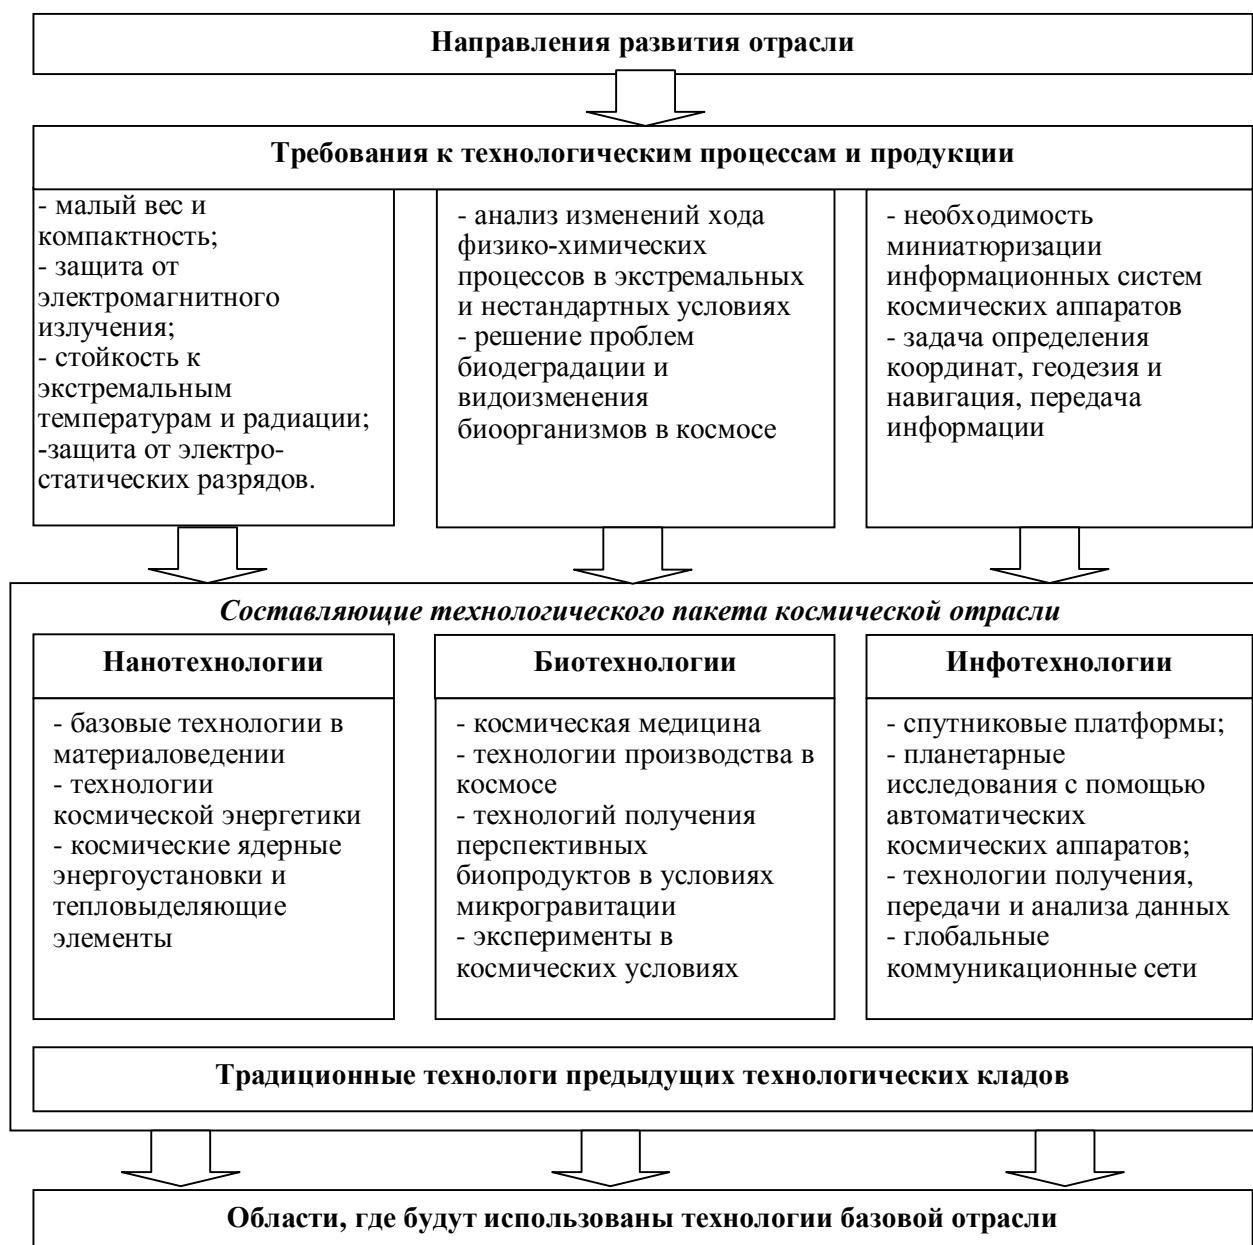 Направления развития отрасли
Требования к технологическим процессам и продукции
- малый вес и
компактность;
- защита от
электромагнитного
излучения;
- стойкость к
экстремальным
температурам и радиации;
-защита от электро-
статических разрядов.
- анализ изменений хода
физико-химических
процессов в экстремальных
и нестандартных условиях
- решение проблем
биодеградации и
видоизменения
биоорганизмов в космосе
- необходимость
миниатюризации
информационных систем
космических аппаратов
- задача определения
координат, геодезия и
навигация, передача
информации
Составляющие технологического пакета космической отрасли
Нанотехнологии
- базовые технологии в
материаловедении
- технологии
космической энергетики
- космические ядерные
энергоустановки и
тепловыделяющие
элементы
Биотехнологии
- космическая медицина
- технологии производства в
космосе
- технологий получения
перспективных
биопродуктов в условиях
микрогравитации
- эксперименты в
космических условиях
Инфотехнологии
- спутниковые платформы;
- планетарные
исследования с помощью
автоматических
космических аппаратов;
- технологии получения,
передачи и анализа данных
- глобальные
коммуникационные сети
Традиционные технологи предыдущих технологических кладов
Области, где будут использованы технологии базовой отрасли